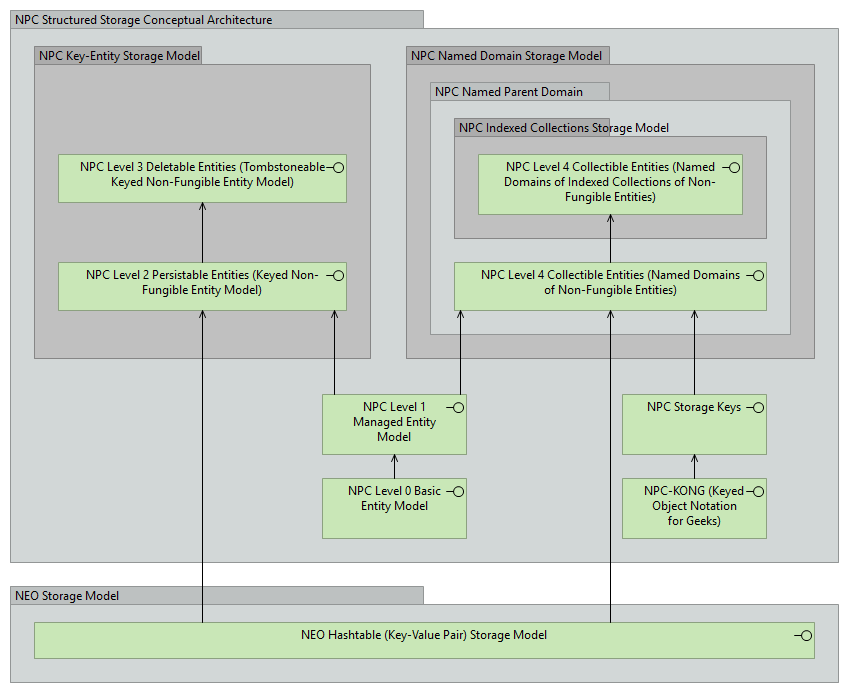 NPC Structured Storage Conceptual Architecture
NPC Key-Entity Storage Model
NPC Named Domain Storage Model
NPC Named Parent Domain
NPC Indexed Collections Storage Model
NPC Level 3 Deletable Entities (Tombstoneable
Keyed Non-Fungible Entity Model)
NPC Level 4 Collectible Entities (Named
Domains of Indexed Collections of Non-
Fungible Entities)
NPC Level 2 Persistable Entities (Keyed Non-
Fungible Entity Model)
NPC Level 4 Collectible Entities (Named Domains
of Non-Fungible Entities)
NPC Level 1
Managed Entity
Model
NPC Storage Keys
NPC Level 0 Basic
Entity Model
NPC-KONG (Keyed
Object Notation
for Geeks)
NEO Storage Model
NEO Hashtable (Key-Value Pair) Storage Model